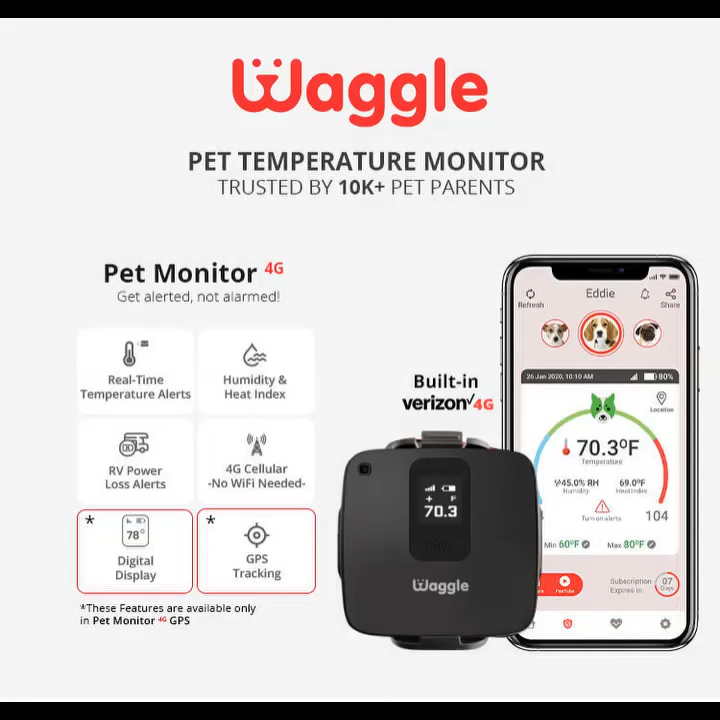 Waggle
PET TEMPERATURE MONITOR
TRUSTED BY 10K+ PET PARENTS
Pet Monitor 4G
Get alerted, not alarmed!
Real-Time
Temperature Alerts
Humidity &
Heat Index
RV Power
Loss Alerts
4G Cellular
-No WiFi Needed-
*
78°
Digital
Display
*
GPS
Tracking
*These Features are available only
in Pet Monitor 4G GPS
Built-in
verizon✓4G
+ F
70.3
Waggle
Refresh
Eddie
Share
26 Jan 2020, 10:10 AM
80%
Location
70.3°F
Temperature
45.0% RH
Humidity
69.0°F
HeatIndex
Turn on alerts
104
Min 60°F
Max 80°F
PetTube
Subscription
Expires in
07
Days